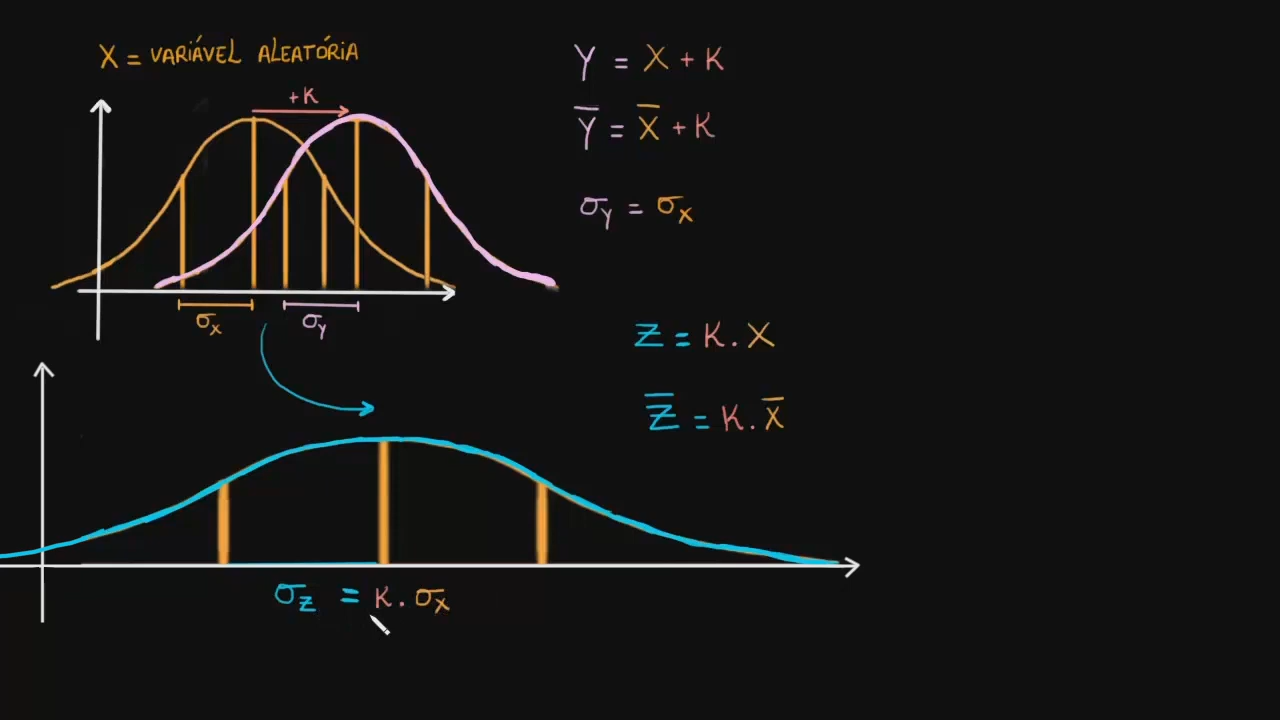 X = VARIÁVEL ALEATÓRIA
+K
σx
σy
Y = X + K
Y̅ = X̅ + K
σy = σx
Z = K . X
Z̅ = K . X̅
σz = K . σx